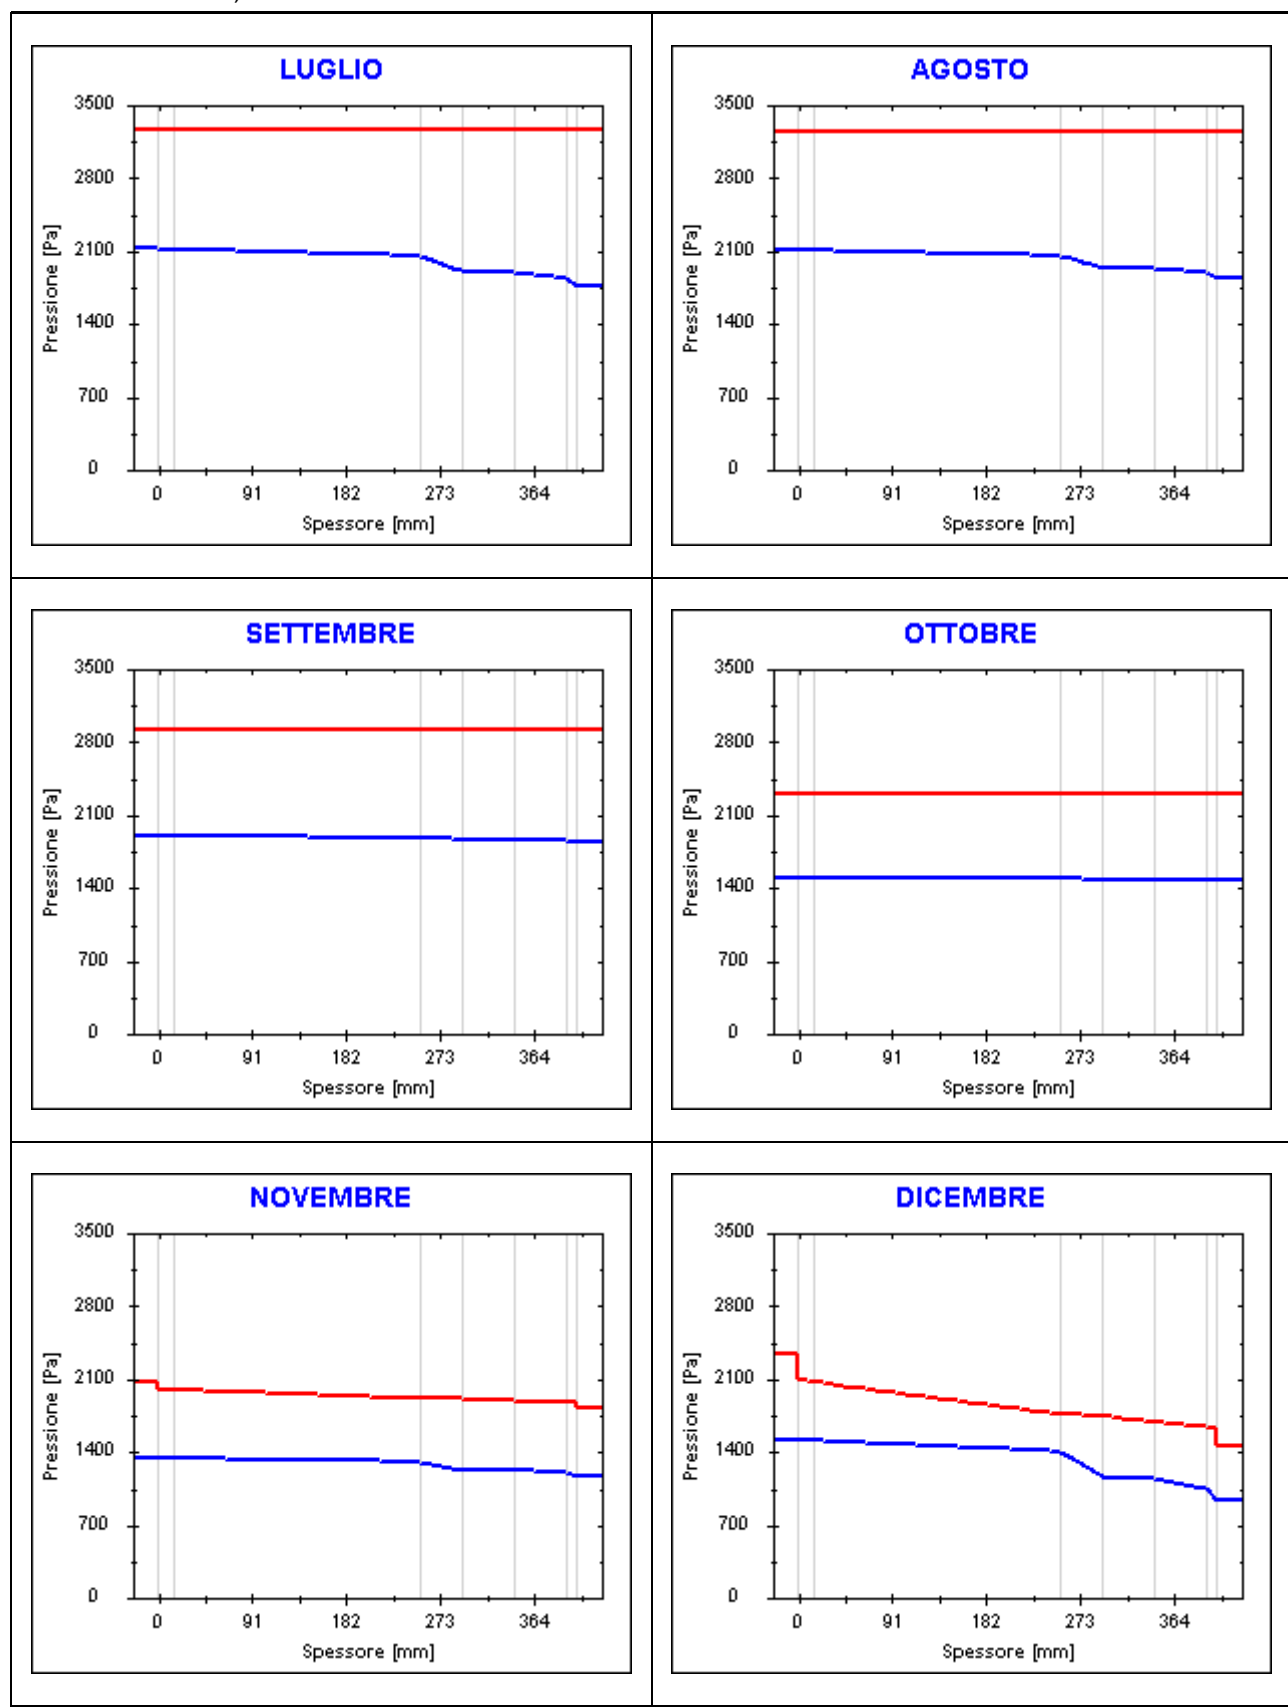 LUGLIO
3500
2800
2100
1400
700
0
Pressione [Pa]
0 91 182 273 364
Spessore [mm]
AGOSTO
3500
2800
2100
1400
700
0
Pressione [Pa]
0 91 182 273 364
Spessore [mm]
SETTEMBRE
3500
2800
2100
1400
700
0
Pressione [Pa]
0 91 182 273 364
Spessore [mm]
OTTOBRE
3500
2800
2100
1400
700
0
Pressione [Pa]
0 91 182 273 364
Spessore [mm]
NOVEMBRE
3500
2800
2100
1400
700
0
Pressione [Pa]
0 91 182 273 364
Spessore [mm]
DICEMBRE
3500
2800
2100
1400
700
0
Pressione [Pa]
0 91 182 273 364
Spessore [mm]